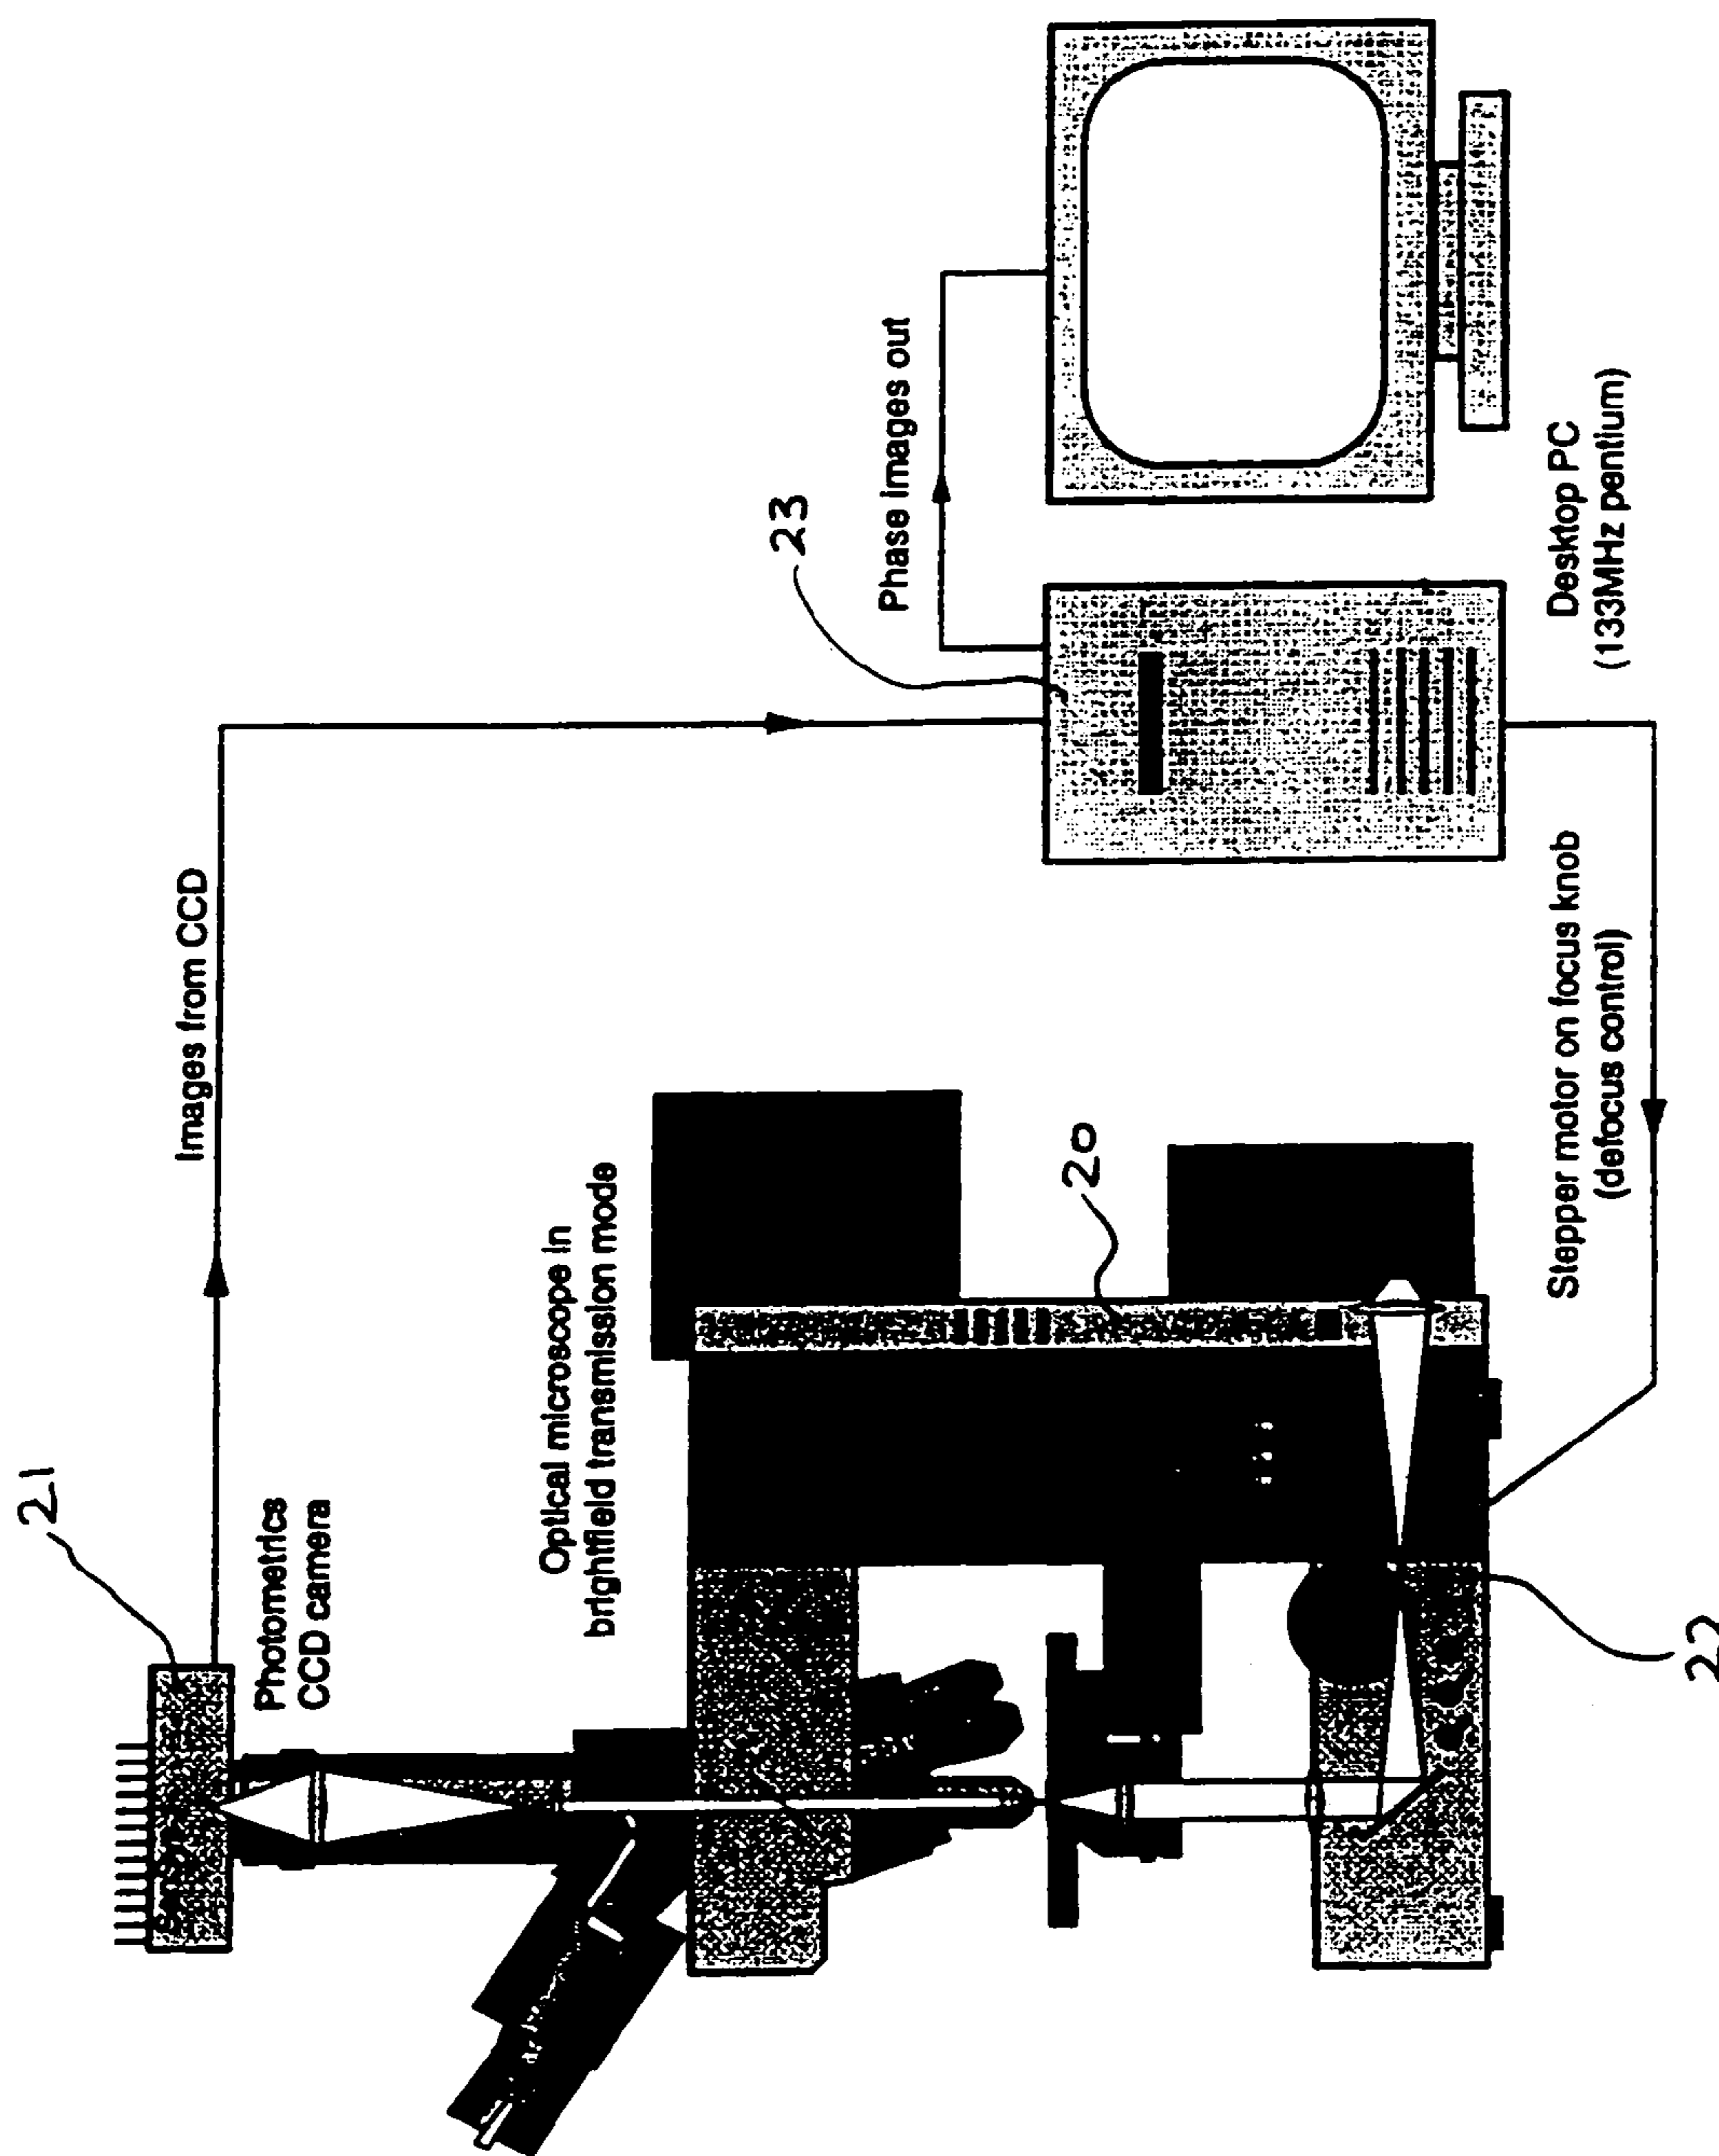 21
Photometrics
CCD camera
Images from CCD
Optical microscope in
brightfield transmission mode
20
22
23
Phase images out
Stepper motor on focus knob
(defocus control)
Desktop PC
(133MHz pentium)